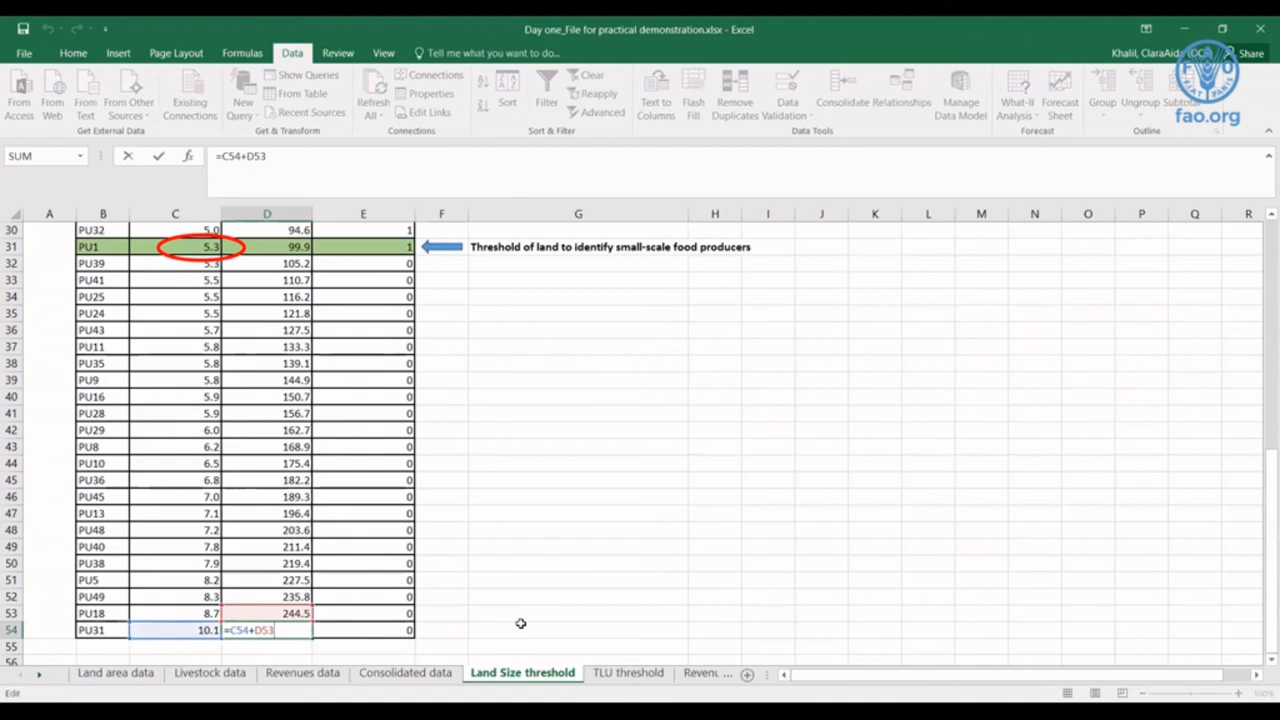 Day one_File for practical demonstration.xlsx - Excel
Khalil, ClaraAida (OCS)
Share
File Home Insert Page Layout Formulas Data Review View Tell me what you want to do...
fao.org
From Access
From Web
From Text
From Other Sources
Existing Connections
Get External Data
New Query
Show Queries
From Table
Recent Sources
Get & Transform
Refresh All
Connections
Properties
Edit Links
Connections
Sort
Filter
Clear
Reapply
Advanced
Sort & Filter
Text to Columns
Flash Fill
Remove Duplicates
Data Validation
Consolidate
Relationships
Manage Data Model
Data Tools
What-If Analysis
Forecast Sheet
Forecast
Group
Ungroup
Subtotal
Outline
SUM fx =C54+D53
A B C D E F G H I J K L M N O P Q R
30 PU32 5.0 94.6 1
31 PU1 5.3 99.9 1 Threshold of land to identify small-scale food producers
32 PU39 5.3 105.2 0
33 PU41 5.5 110.7 0
34 PU25 5.5 116.2 0
35 PU24 5.5 121.8 0
36 PU43 5.7 127.5 0
37 PU11 5.8 133.3 0
38 PU35 5.8 139.1 0
39 PU9 5.8 144.9 0
40 PU16 5.9 150.7 0
41 PU28 5.9 156.7 0
42 PU29 6.0 162.7 0
43 PU8 6.2 168.9 0
44 PU10 6.5 175.4 0
45 PU36 6.8 182.2 0
46 PU45 7.0 189.3 0
47 PU13 7.1 196.4 0
48 PU48 7.2 203.6 0
49 PU40 7.8 211.4 0
50 PU38 7.9 219.4 0
51 PU5 8.2 227.5 0
52 PU49 8.3 235.8 0
53 PU18 8.7 244.5 0
54 PU31 10.1 =C54+D53 0
55
56
Land area data Livestock data Revenues data Consolidated data Land Size threshold TLU threshold Revenu ...
Edit
100%